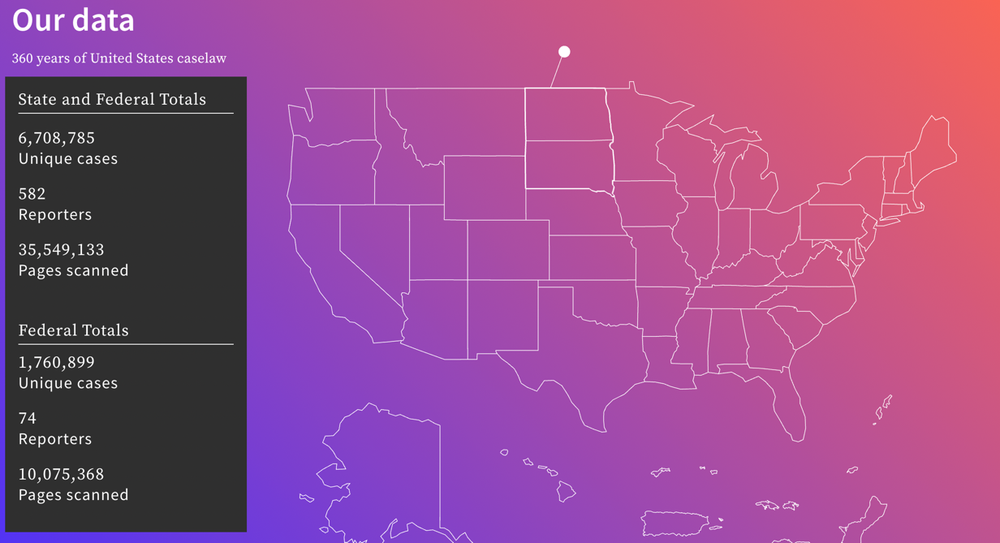 Our data
360 years of United States caselaw
State and Federal Totals
6,708,785
Unique cases
582
Reporters
35,549,133
Pages scanned
Federal Totals
1,760,899
Unique cases
74
Reporters
10,075,368
Pages scanned